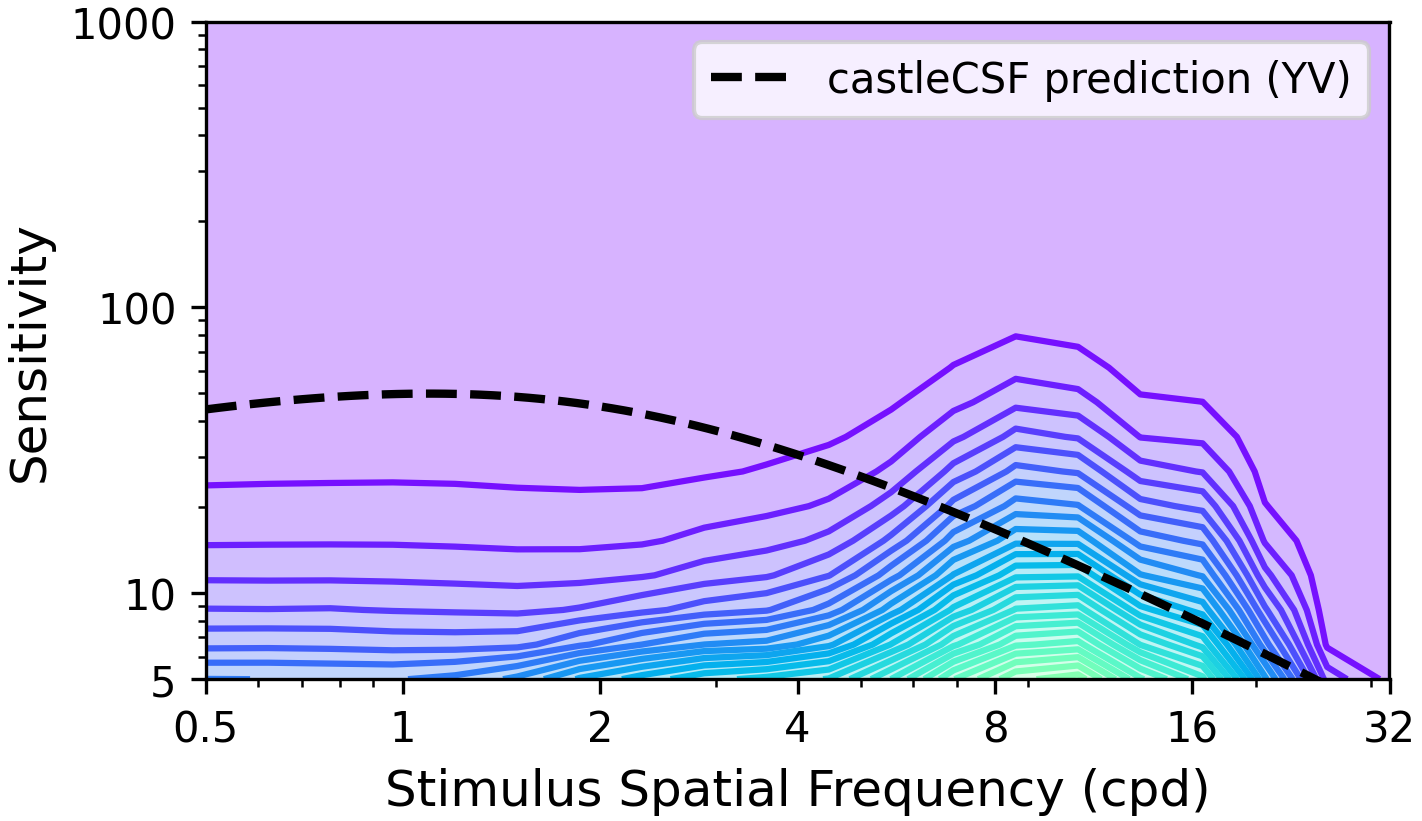 1000
100
10
5
Sensitivity
castleCSF prediction (YV)
0.5 1 2 4 8 16 32
Stimulus Spatial Frequency (cpd)